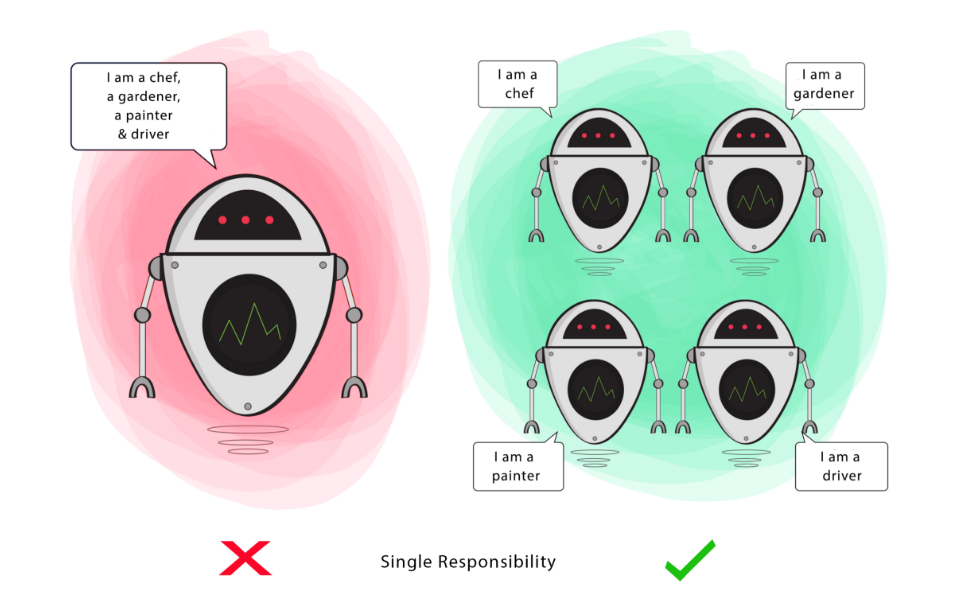 I am a chef,
a gardener,
a painter
& driver
I am a
chef
I am a
gardener
I am a
painter
I am a
driver
Single Responsibility